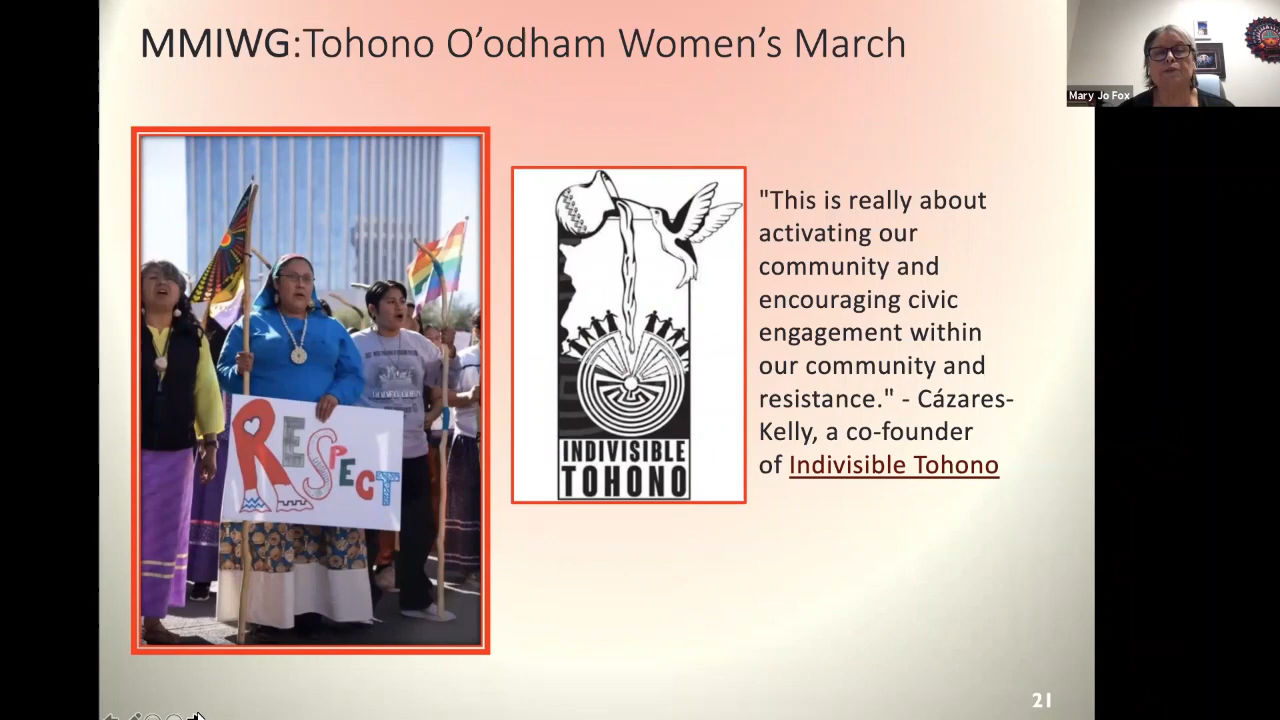 MMIWG:Tohono O’odham Women’s March
Mary Jo Fox
RESPECT
INDIVISIBLE
TOHONO
"This is really about
activating our
community and
encouraging civic
engagement within
our community and
resistance." - Cázares-
Kelly, a co-founder
of Indivisible Tohono
21